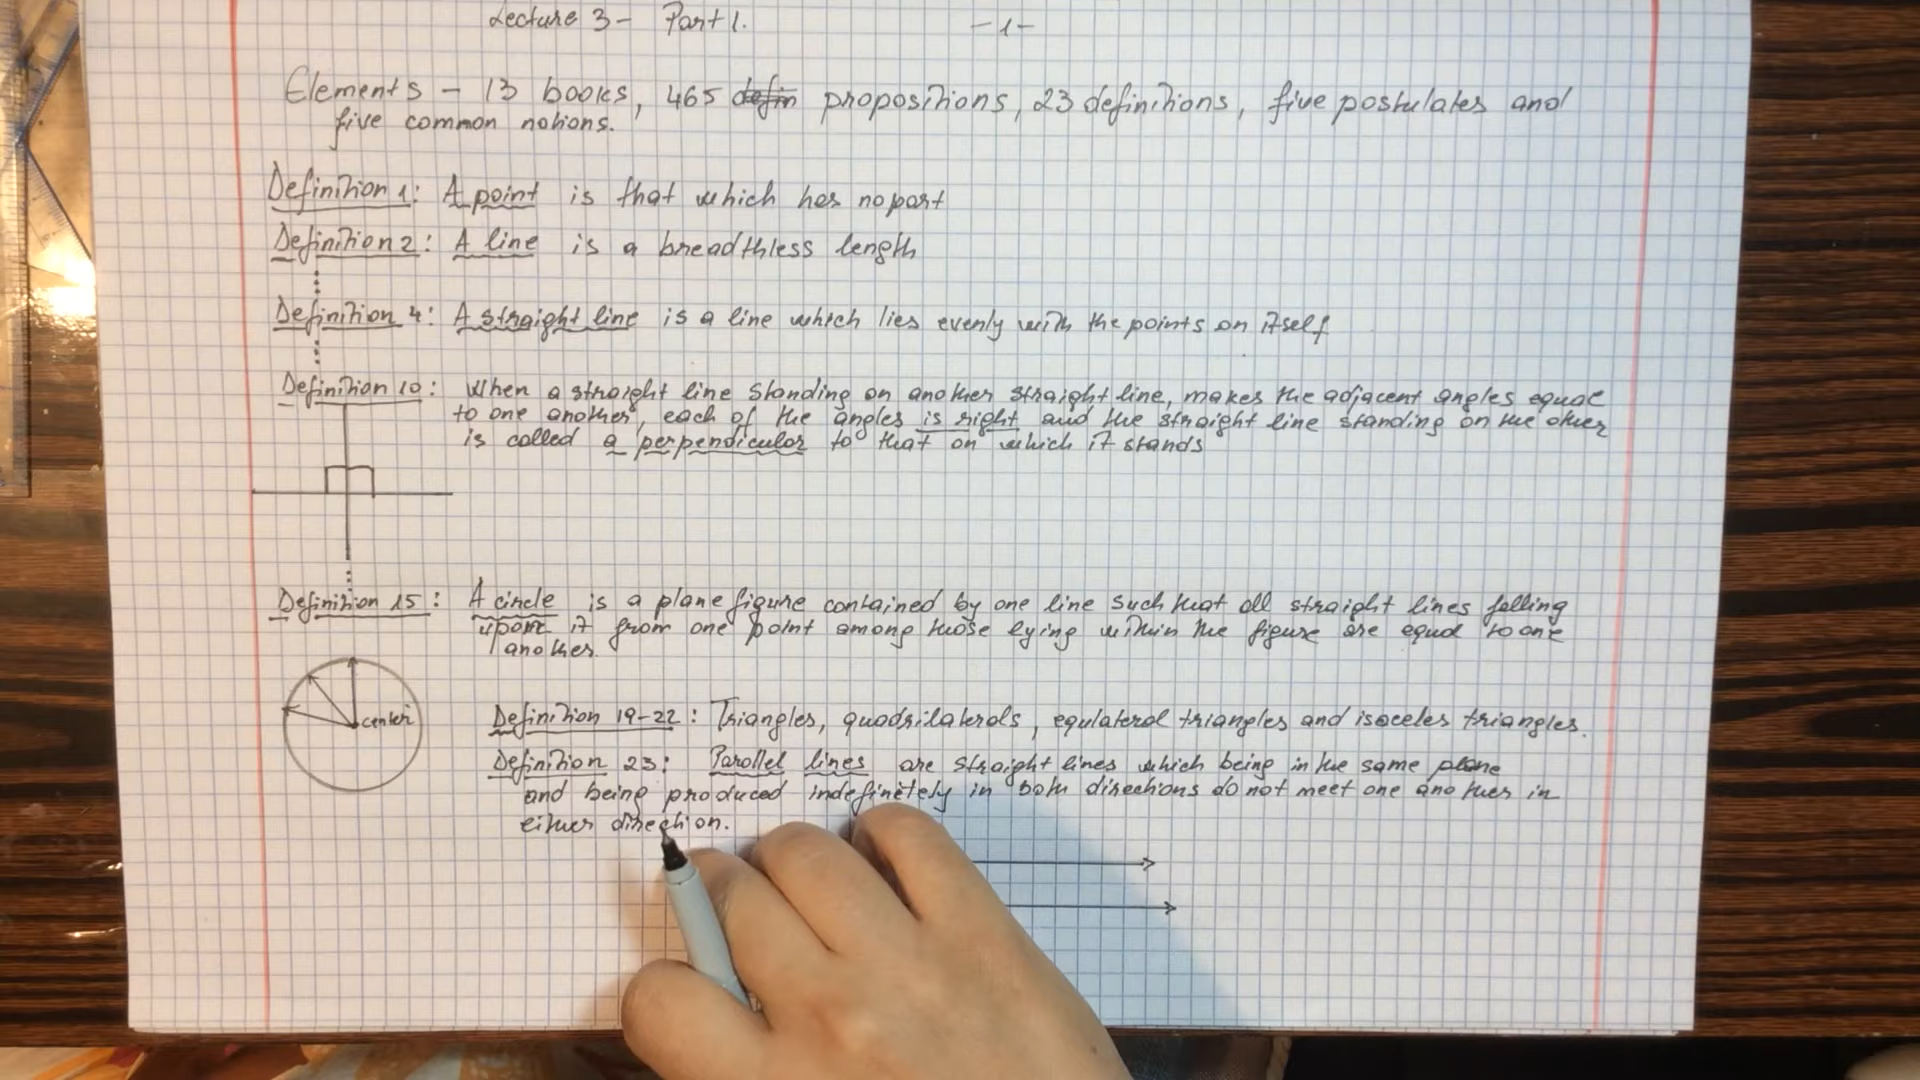 Lecture 3 - Part 1. -1-
Elements - 13 books, 465 defin propositions, 23 definitions, five postulates and
five common notions.
Definition 1: A point is that which has no part
Definition 2: A line is a breadthless length
Definition 4: A straight line is a line which lies evenly with the points on itself
Definition 10: When a straight line standing on another straight line, makes the adjacent angles equal
to one another, each of the angles is right and the straight line standing on the other
is called a perpendicular to that on which it stands
Definition 15: A circle is a plane figure contained by one line such that all straight lines falling
upon it from one point among those lying within the figure are equal to one
another.
center
Definition 19-22: Triangles, quadrilaterals, equlateral triangles and isoceles triangles.
Definition 23: Parallel lines are straight lines which being in the same plane
and being produced indefinetely in both directions do not meet one another in
either direction.